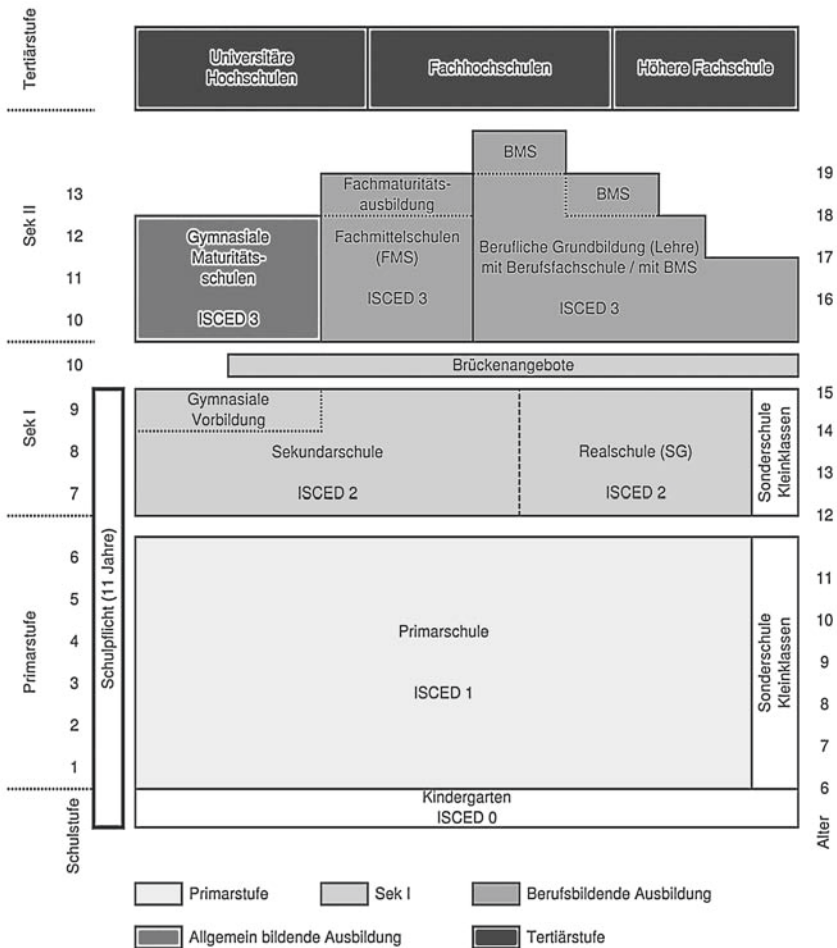 Tertiärstufe
Universitäre
Hochschulen
Fachhochschulen
Höhere Fachschule
Sek II
13
12
11
10
BMS
Fachmaturitäts-
ausbildung
BMS
Gymnasiale
Maturitäts-
schulen
ISCED 3
Fachmittelschulen
(FMS)
ISCED 3
Berufliche Grundbildung (Lehre)
mit Berufsfachschule / mit BMS
ISCED 3
19
18
17
16
10
Brückenangebote
Sek I
9
8
7
Gymnasiale
Vorbildung
Sekundarschule
ISCED 2
Realschule (SG)
ISCED 2
Sonderschule
Kleinklassen
15
14
13
12
Schulpflicht (11 Jahre)
Primarstufe
6
5
4
3
2
1
Primarschule
ISCED 1
Sonderschule
Kleinklassen
11
10
9
8
7
6
Schulstufe
Kindergarten
ISCED 0
Alter
Primarstufe
Sek I
Berufsbildende Ausbildung
Allgemein bildende Ausbildung
Tertiärstufe